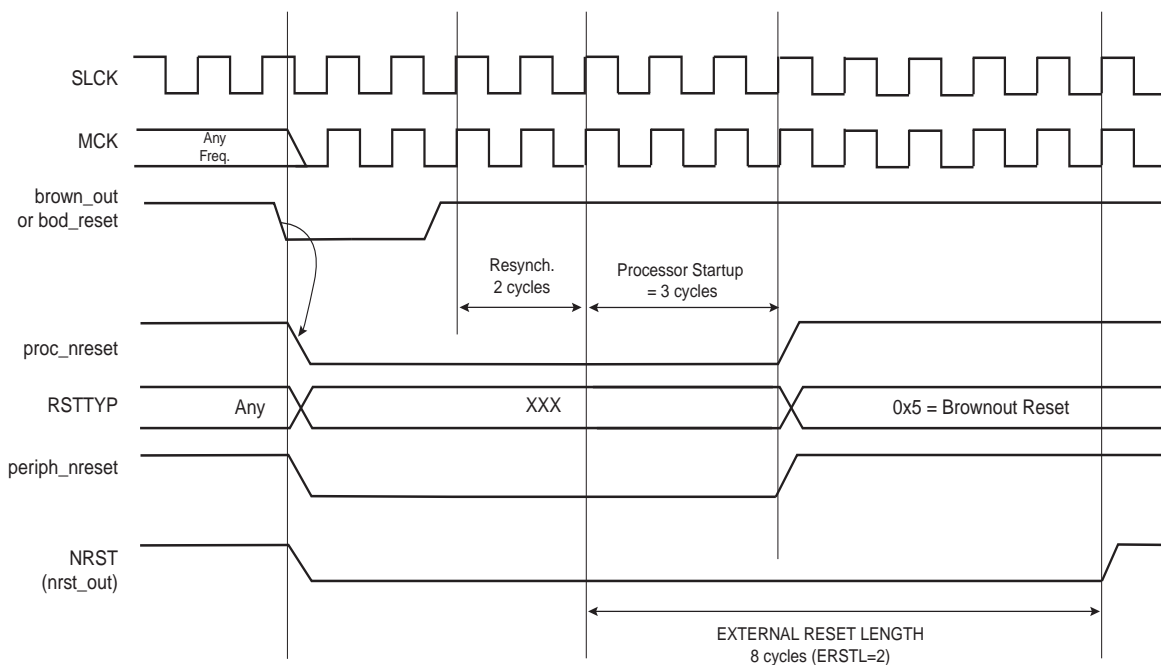 SLCK
MCK
Any
Freq.
brown_out
or bod_reset
Resynch.
2 cycles
Processor Startup
= 3 cycles
proc_nreset
RSTTYP
Any
XXX
0x5 = Brownout Reset
periph_nreset
NRST
(nrst_out)
EXTERNAL RESET LENGTH
8 cycles (ERSTL=2)